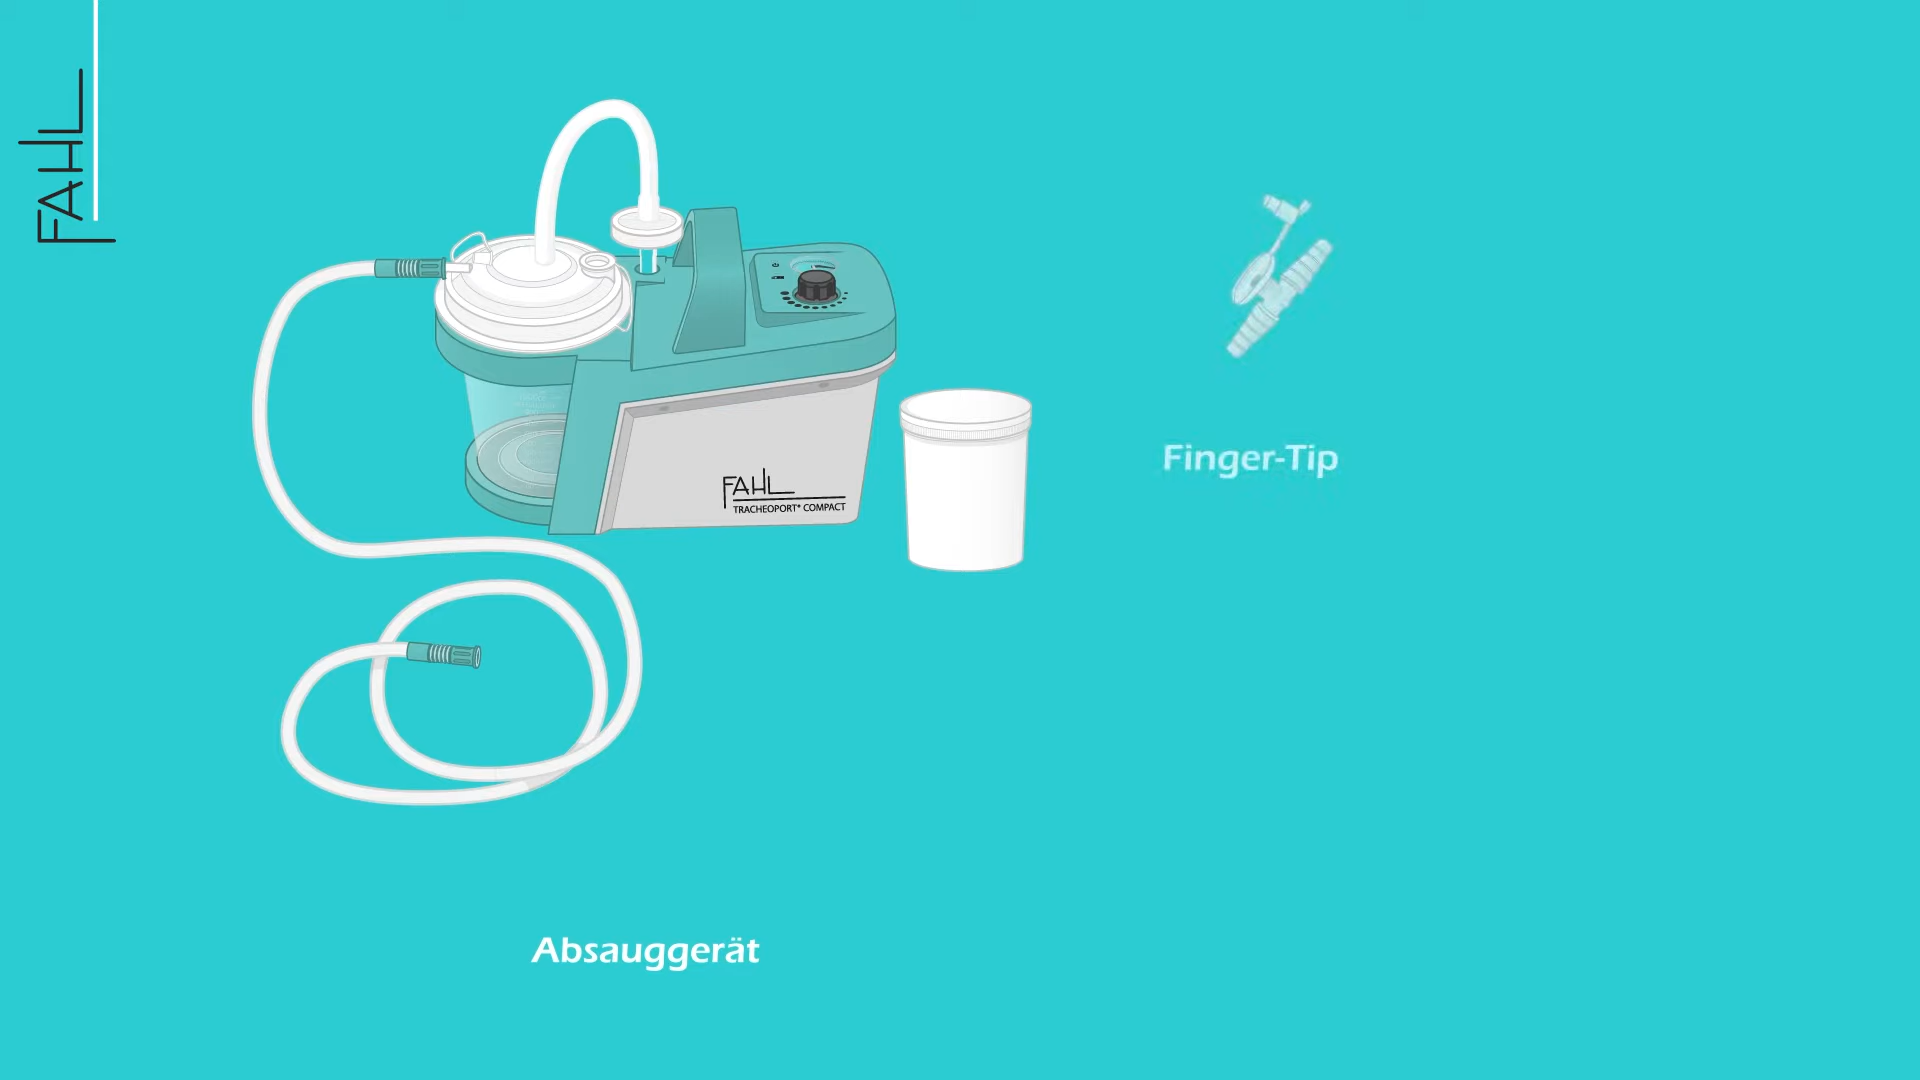 FAHL
FAHL
TRACHEOPORT® COMPACT
Finger-Tip
Absauggerät